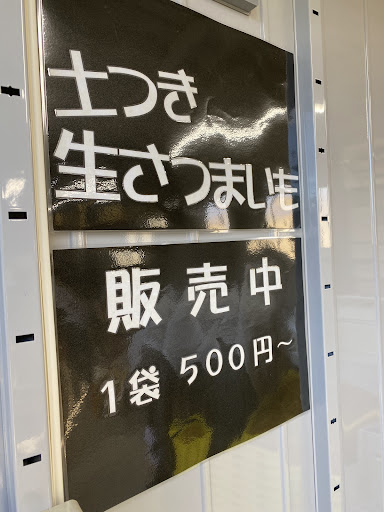 土つき
生さつまいも
販売中
1袋 500円～